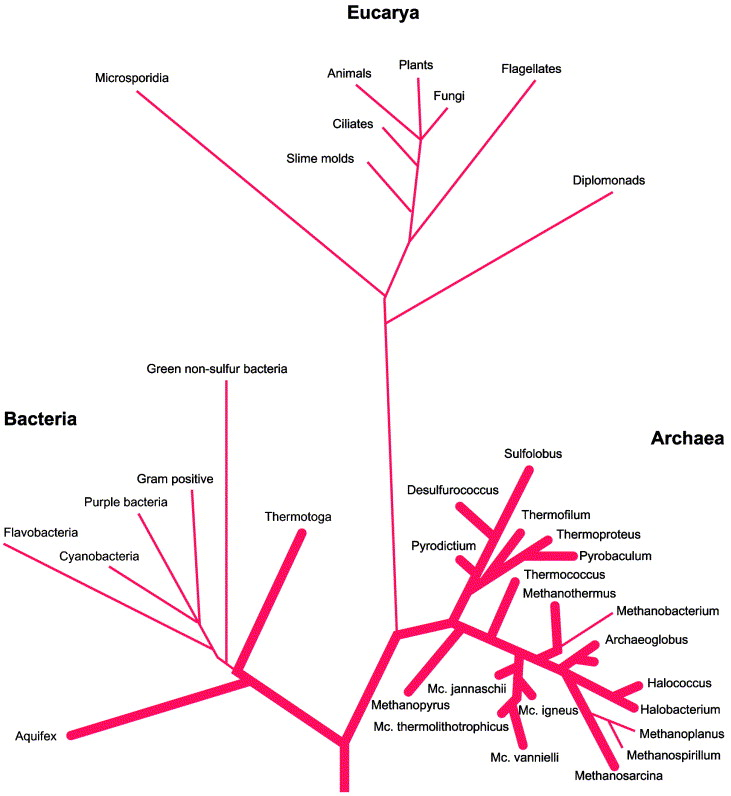 Eucarya
Plants
Flagellates
Animals
Microsporidia
Fungi
Ciliates
Slime molds
Diplomonads
Green non-sulfur bacteria
Bacteria
Archaea
Sulfolobus
Gram positive
Desulfurococcus
Purple bacteria
Thermotoga
Thermofilum
Flavobacteria
Thermoproteus
Pyrodictium
Cyanobacteria
Pyrobaculum
Thermococcus
Methanothermus
Methanobacterium
Archaeoglobus
Mc. jannaschii
Halococcus
Methanopyrus
Mc. igneus
Halobacterium
Mc. thermolithotrophicus
Aquifex
Methanoplanus
Mc. vannielli
Methanospirillum
Methanosarcina